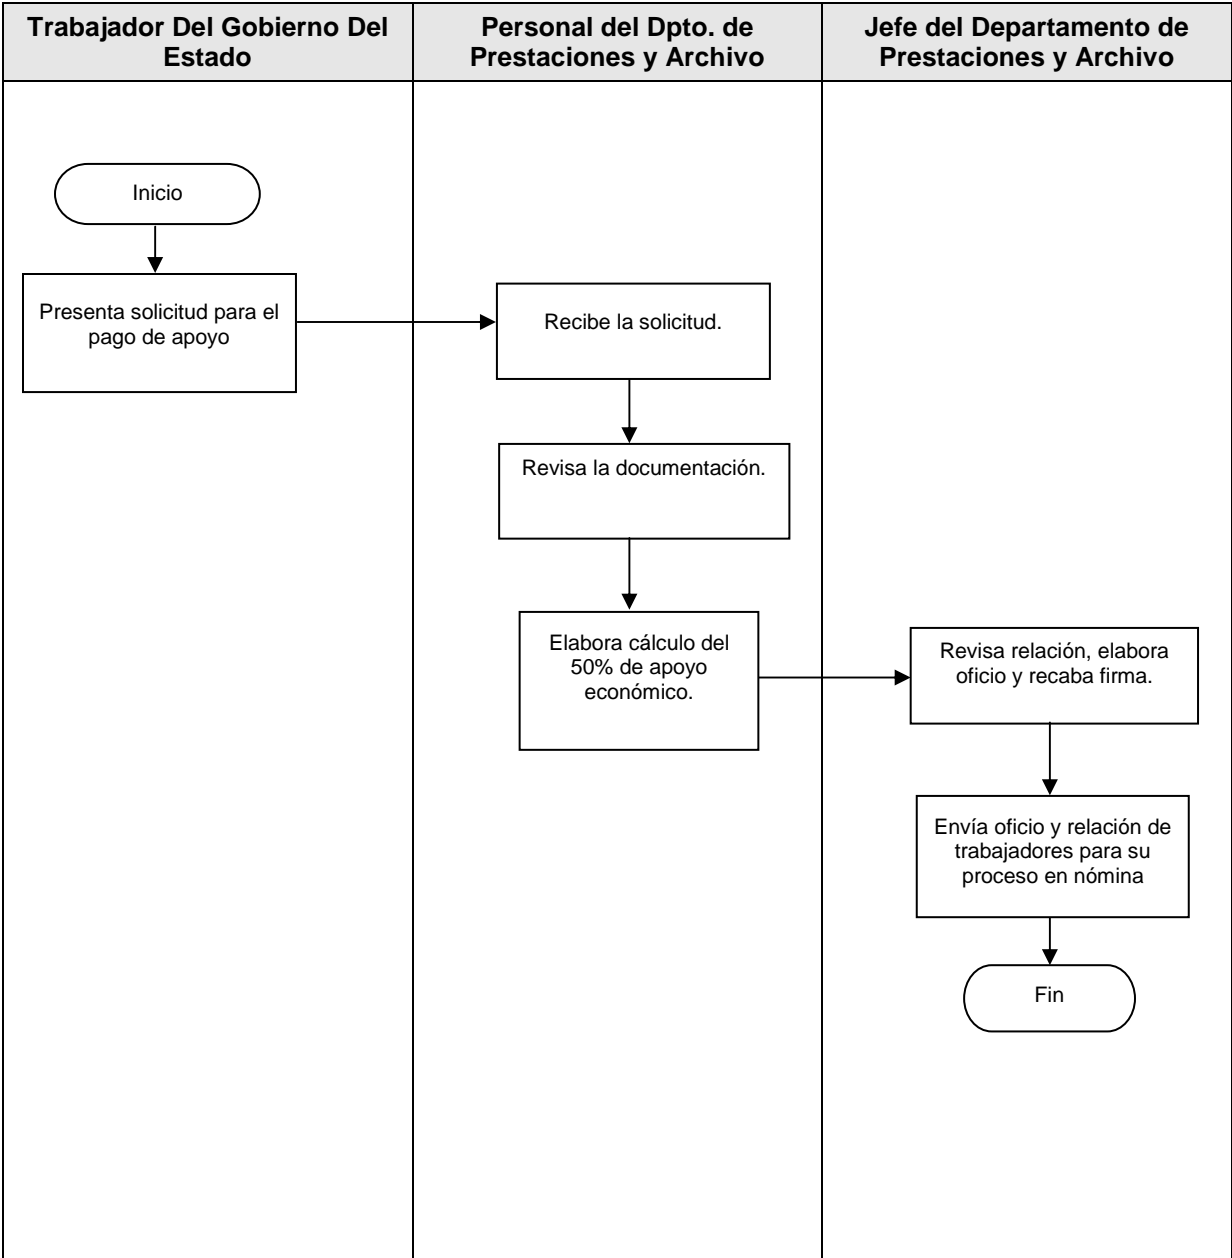 Trabajador Del Gobierno Del
Estado
Personal del Dpto. de
Prestaciones y Archivo
Jefe del Departamento de
Prestaciones y Archivo
Inicio
Presenta solicitud para el
pago de apoyo
Recibe la solicitud.
Revisa la documentación.
Elabora cálculo del
50% de apoyo
económico.
Revisa relación, elabora
oficio y recaba firma.
Envía oficio y relación de
trabajadores para su
proceso en nómina
Fin